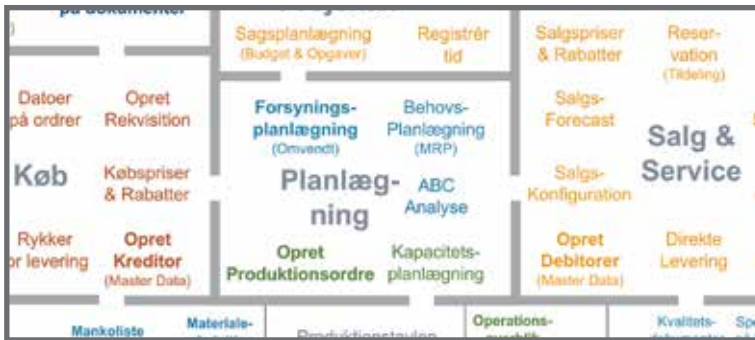 på dokumenter
Sagsplanlægning
(Budget & Opgaver)
Registrér
tid
Salgspriser
& Rabatter
Reser-
vation
(Tildeling)
Datoer
på ordrer
Opret
Rekvisition
Forsynings-
planlægning
(Omvendt)
Behovs-
Planlægning
(MRP)
Salgs-
Forecast
Salg &
Service
Køb
Købspriser
& Rabatter
Planlæg-
ning
ABC
Analyse
Salgs-
Konfiguration
Rykker
or levering
Opret
Kreditor
(Master Data)
Opret
Produktionsordre
Kapacitets-
planlægning
Opret
Debitorer
(Master Data)
Direkte
Levering
Mankoliste
Materiale-
Produktionstavlen
Operations-
Kvalitets-